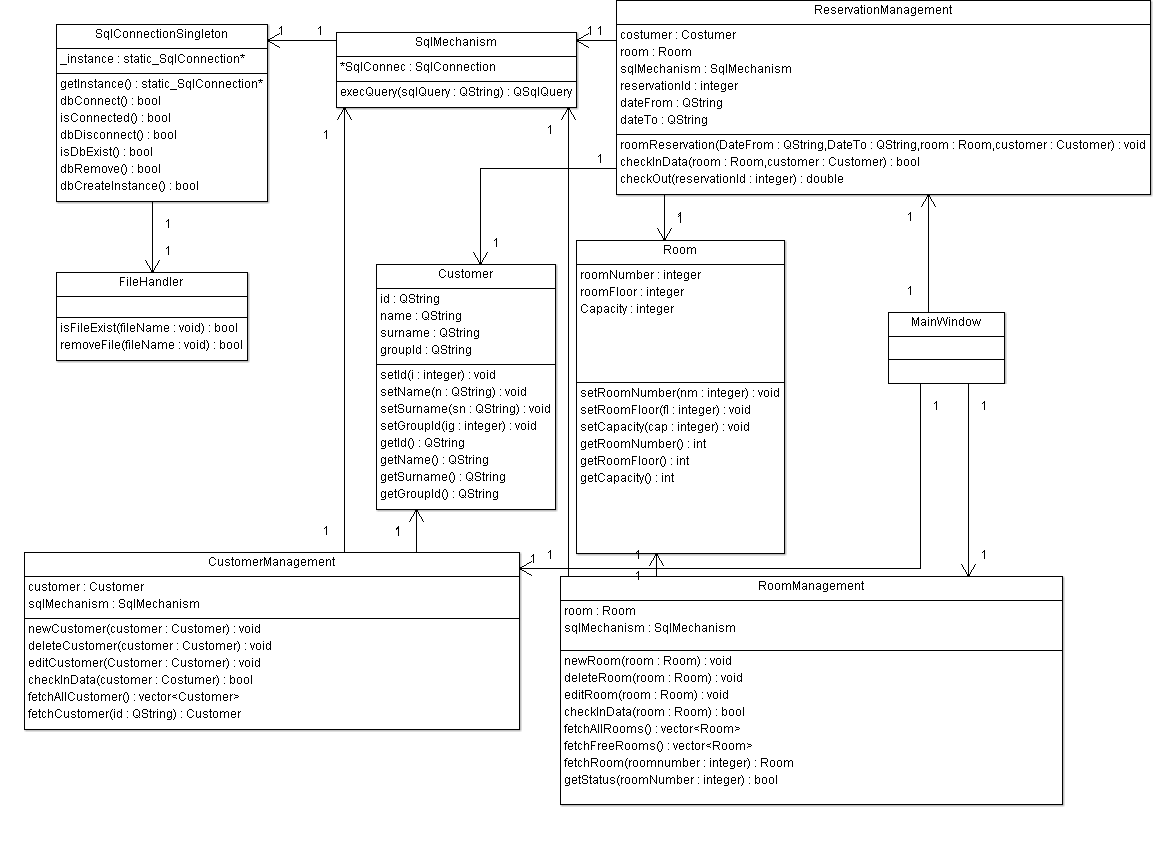 SqlConnectionSingleton
_instance : static_SqlConnection*
getInstance() : static_SqlConnection*
dbConnect() : bool
isConnected() : bool
dbDisconnect() : bool
isDbExist() : bool
dbRemove() : bool
dbCreateInstance() : bool
1
1
SqlMechanism
*SqlConnec : SqlConnection
execQuery(sqlQuery : QString) : QSqlQuery
1
1
ReservationManagement
costumer : Costumer
room : Room
sqlMechanism : SqlMechanism
reservationId : integer
dateFrom : QString
dateTo : QString
roomReservation(DateFrom : QString,DateTo : QString,room : Room,customer : Customer) : void
checkInData(room : Room,customer : Customer) : bool
checkOut(reservationId : integer) : double
1
1
1
1
1
1
1
1
1
FileHandler
isFileExist(fileName : void) : bool
removeFile(fileName : void) : bool
Customer
id : QString
name : QString
surname : QString
groupId : QString
setId(i : integer) : void
setName(n : QString) : void
setSurname(sn : QString) : void
setGroupId(ig : integer) : void
getId() : QString
getName() : QString
getSurname() : QString
getGroupId() : QString
Room
roomNumber : integer
roomFloor : integer
Capacity : integer
setRoomNumber(nm : integer) : void
setRoomFloor(fl : integer) : void
setCapacity(cap : integer) : void
getRoomNumber() : int
getRoomFloor() : int
getCapacity() : int
MainWindow
1
1
1
1
1
1
1
1
1
CustomerManagement
customer : Customer
sqlMechanism : SqlMechanism
newCustomer(customer : Customer) : void
deleteCustomer(customer : Customer) : void
editCustomer(Customer : Customer) : void
checkInData(customer : Costumer) : bool
fetchAllCustomer() : vector<Customer>
fetchCustomer(id : QString) : Customer
RoomManagement
room : Room
sqlMechanism : SqlMechanism
newRoom(room : Room) : void
deleteRoom(room : Room) : void
editRoom(room : Room) : void
checkInData(room : Room) : bool
fetchAllRooms() : vector<Room>
fetchFreeRooms() : vector<Room>
fetchRoom(roomnumber : integer) : Room
getStatus(roomNumber : integer) : bool